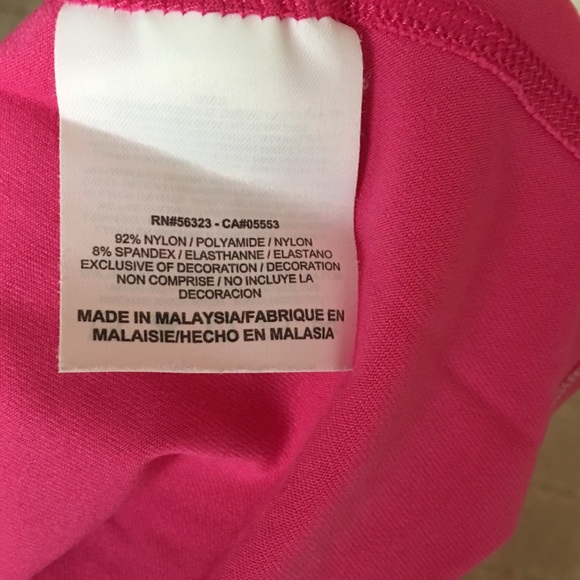 RN#56323 - CA#05553
92% NYLON / POLYAMIDE / NYLON
8% SPANDEX / ELASTHANNE / ELASTANO
EXCLUSIVE OF DECORATION / DECORATION
NON COMPRISE / NO INCLUYE LA
DECORACION
MADE IN MALAYSIA/FABRIQUE EN
MALAISIE/HECHO EN MALASIA